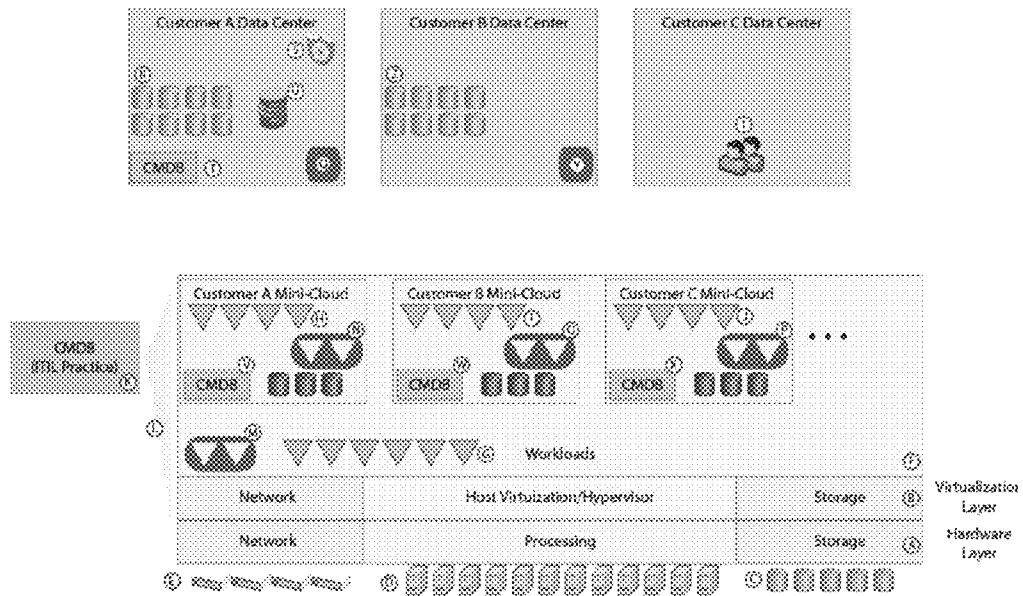 Customer A Data Center
Customer B Data Center
Customer C Data Center
S
R
U
Z
T
CMDB
T
Y
Customer A Mini-Cloud
Customer B Mini-Cloud
Customer C Mini-Cloud
H
I
J
N
O
P
CMDB
(ITIL Practice)
K
V
W
X
CMDB
CMDB
CMDB
L
M
G
Workloads
F
Network
Host Virtuization/Hypervisor
Storage
B
Virtualization
Layer
Network
Processing
Storage
A
Hardware
Layer
E
D
C